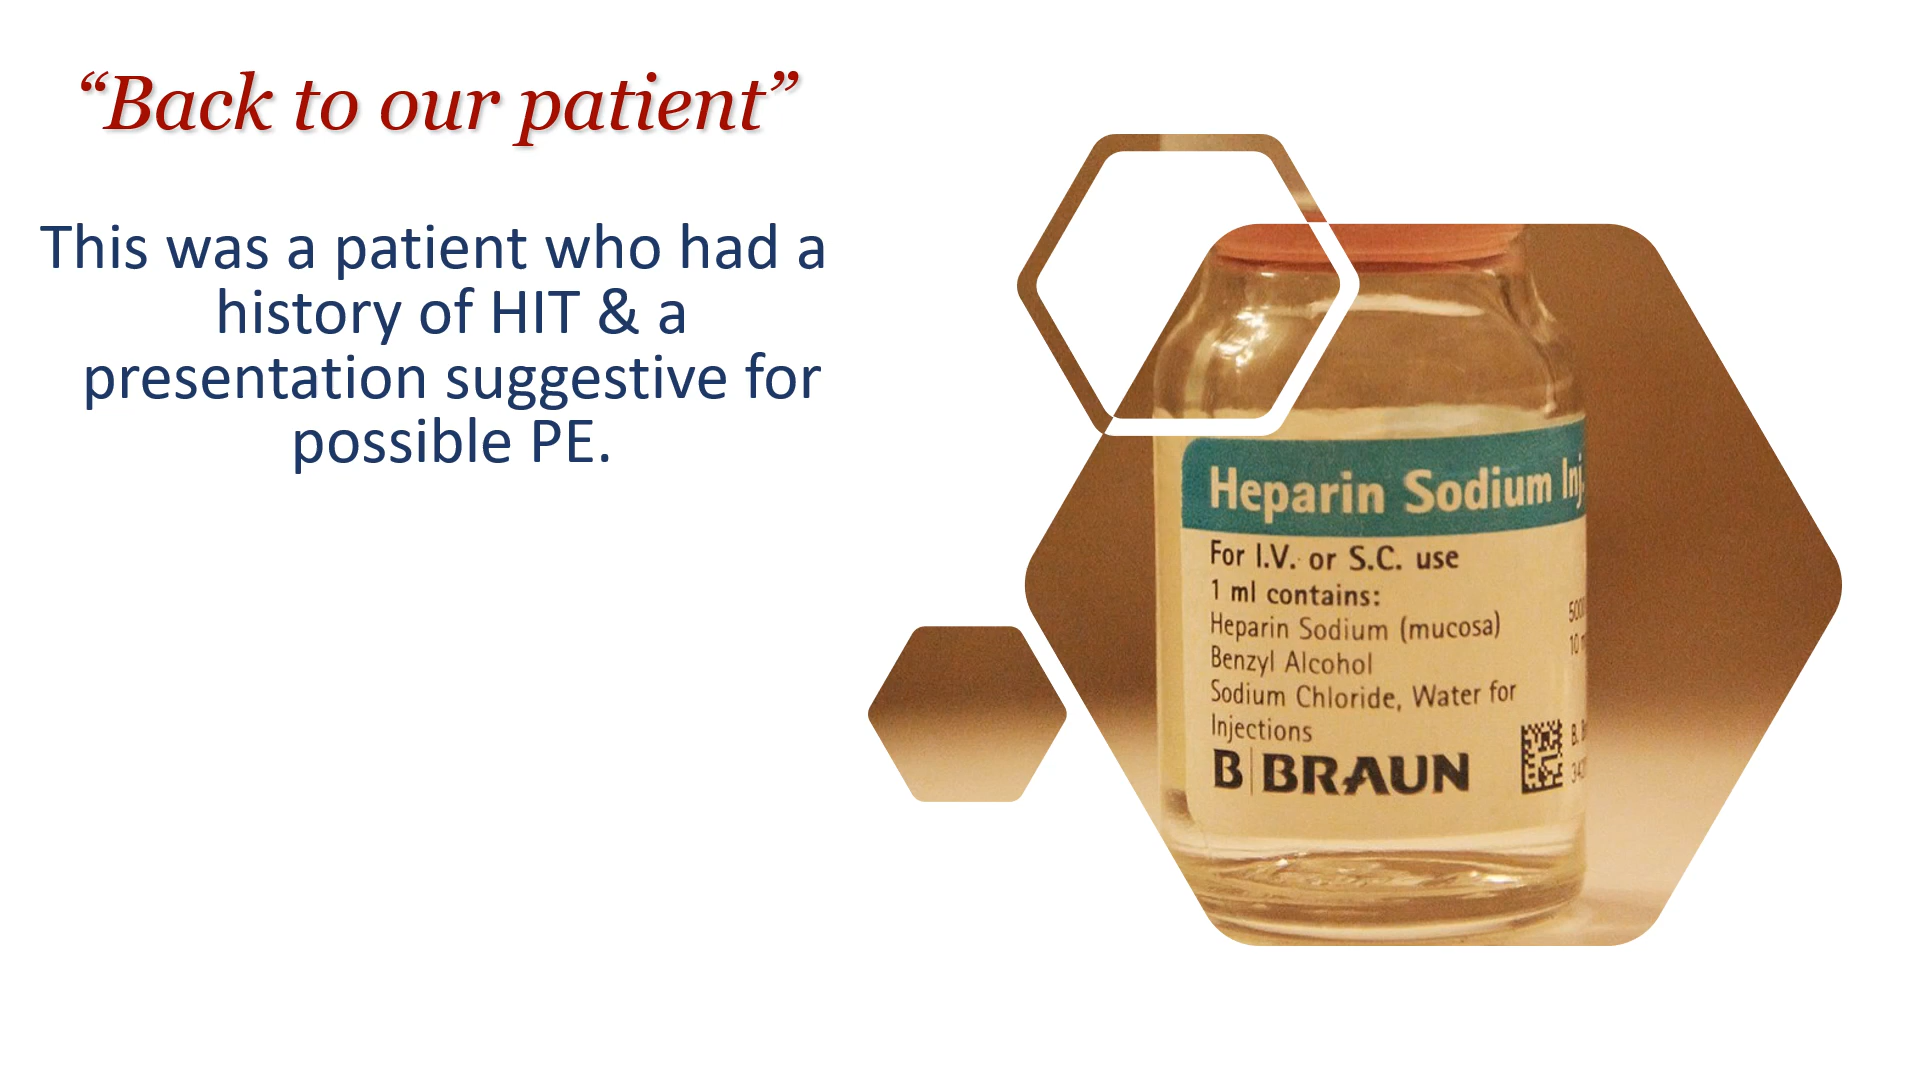 “Back to our patient”
This was a patient who had a
history of HIT & a
presentation suggestive for
possible PE.
Heparin Sodium Inj.
For I.V. or S.C. use
1 ml contains:
Heparin Sodium (mucosa)
Benzyl Alcohol
Sodium Chloride, Water for
Injections
B BRAUN